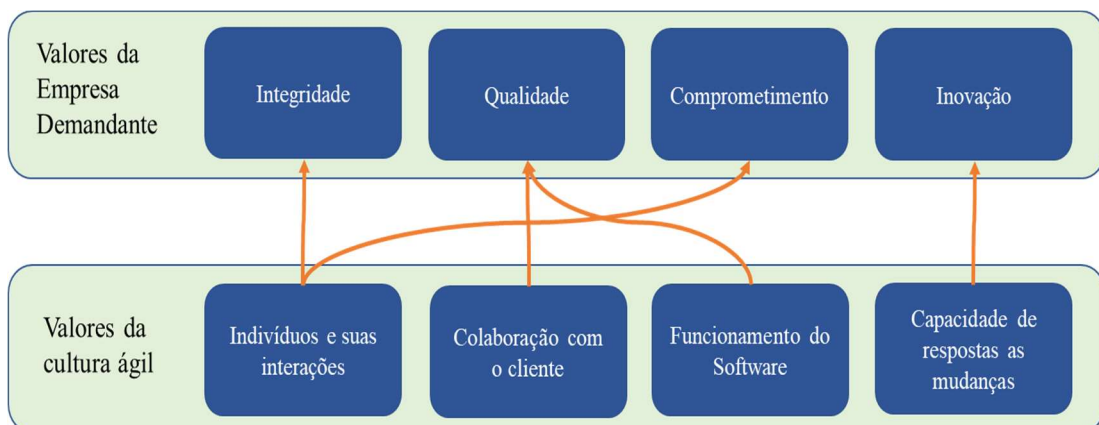 Valores da
Empresa
Demandante
Integridade
Qualidade
Comprometimento
Inovação
Valores da
cultura ágil
Indivíduos e suas
interações
Colaboração com
o cliente
Funcionamento do
Software
Capacidade de
respostas as
mudanças